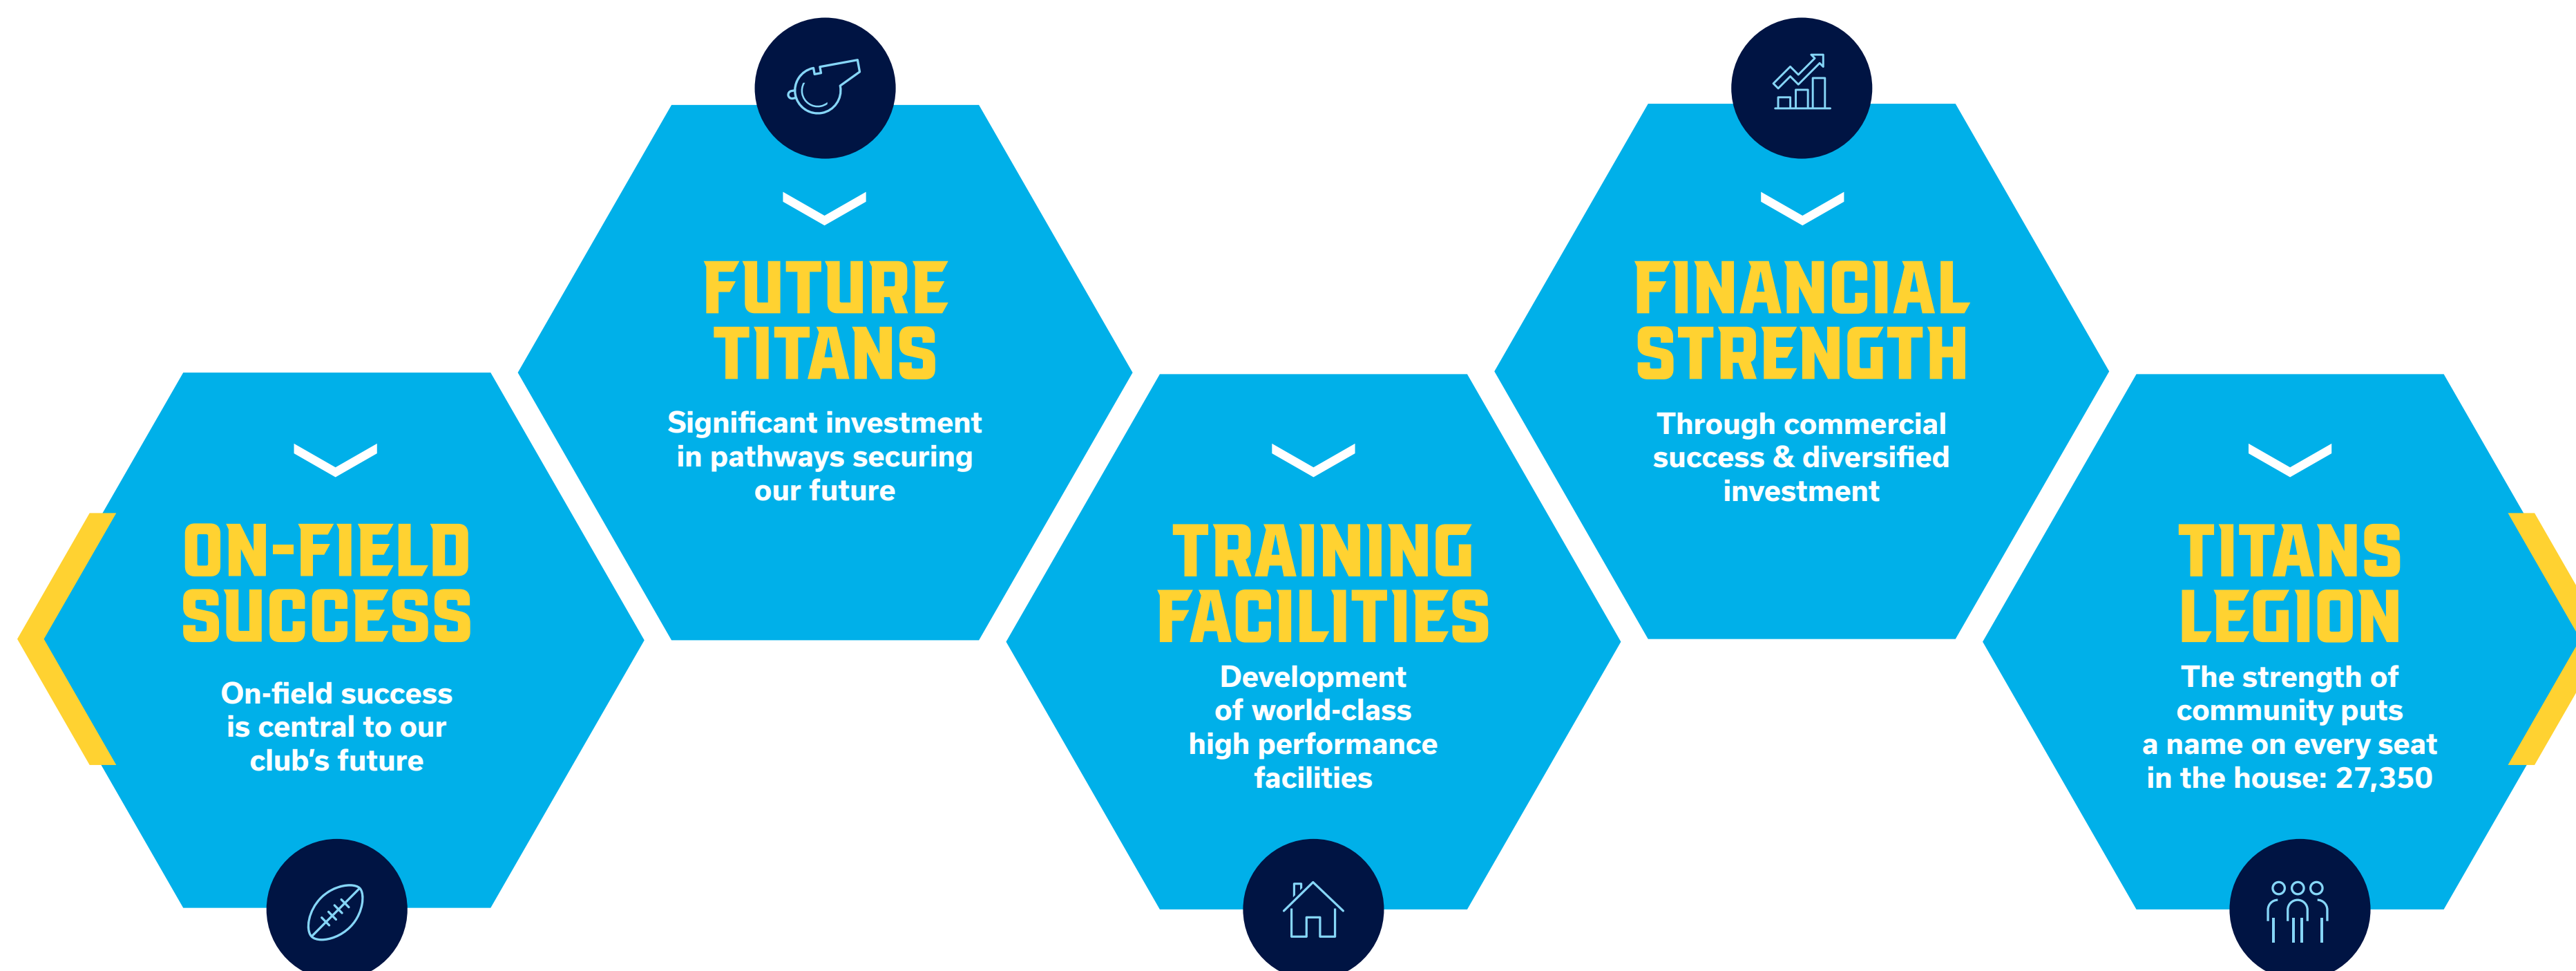 ON-FIELD
SUCCESS
On-field success
is central to our
club's future
FUTURE
TITANS
Significant investment
in pathways securing
our future
TRAINING
FACILITIES
Development
of world-class
high performance
facilities
FINANCIAL
STRENGTH
Through commercial
success & diversified
investment
TITANS
LEGION
The strength of
community puts
a name on every seat
in the house: 27,350